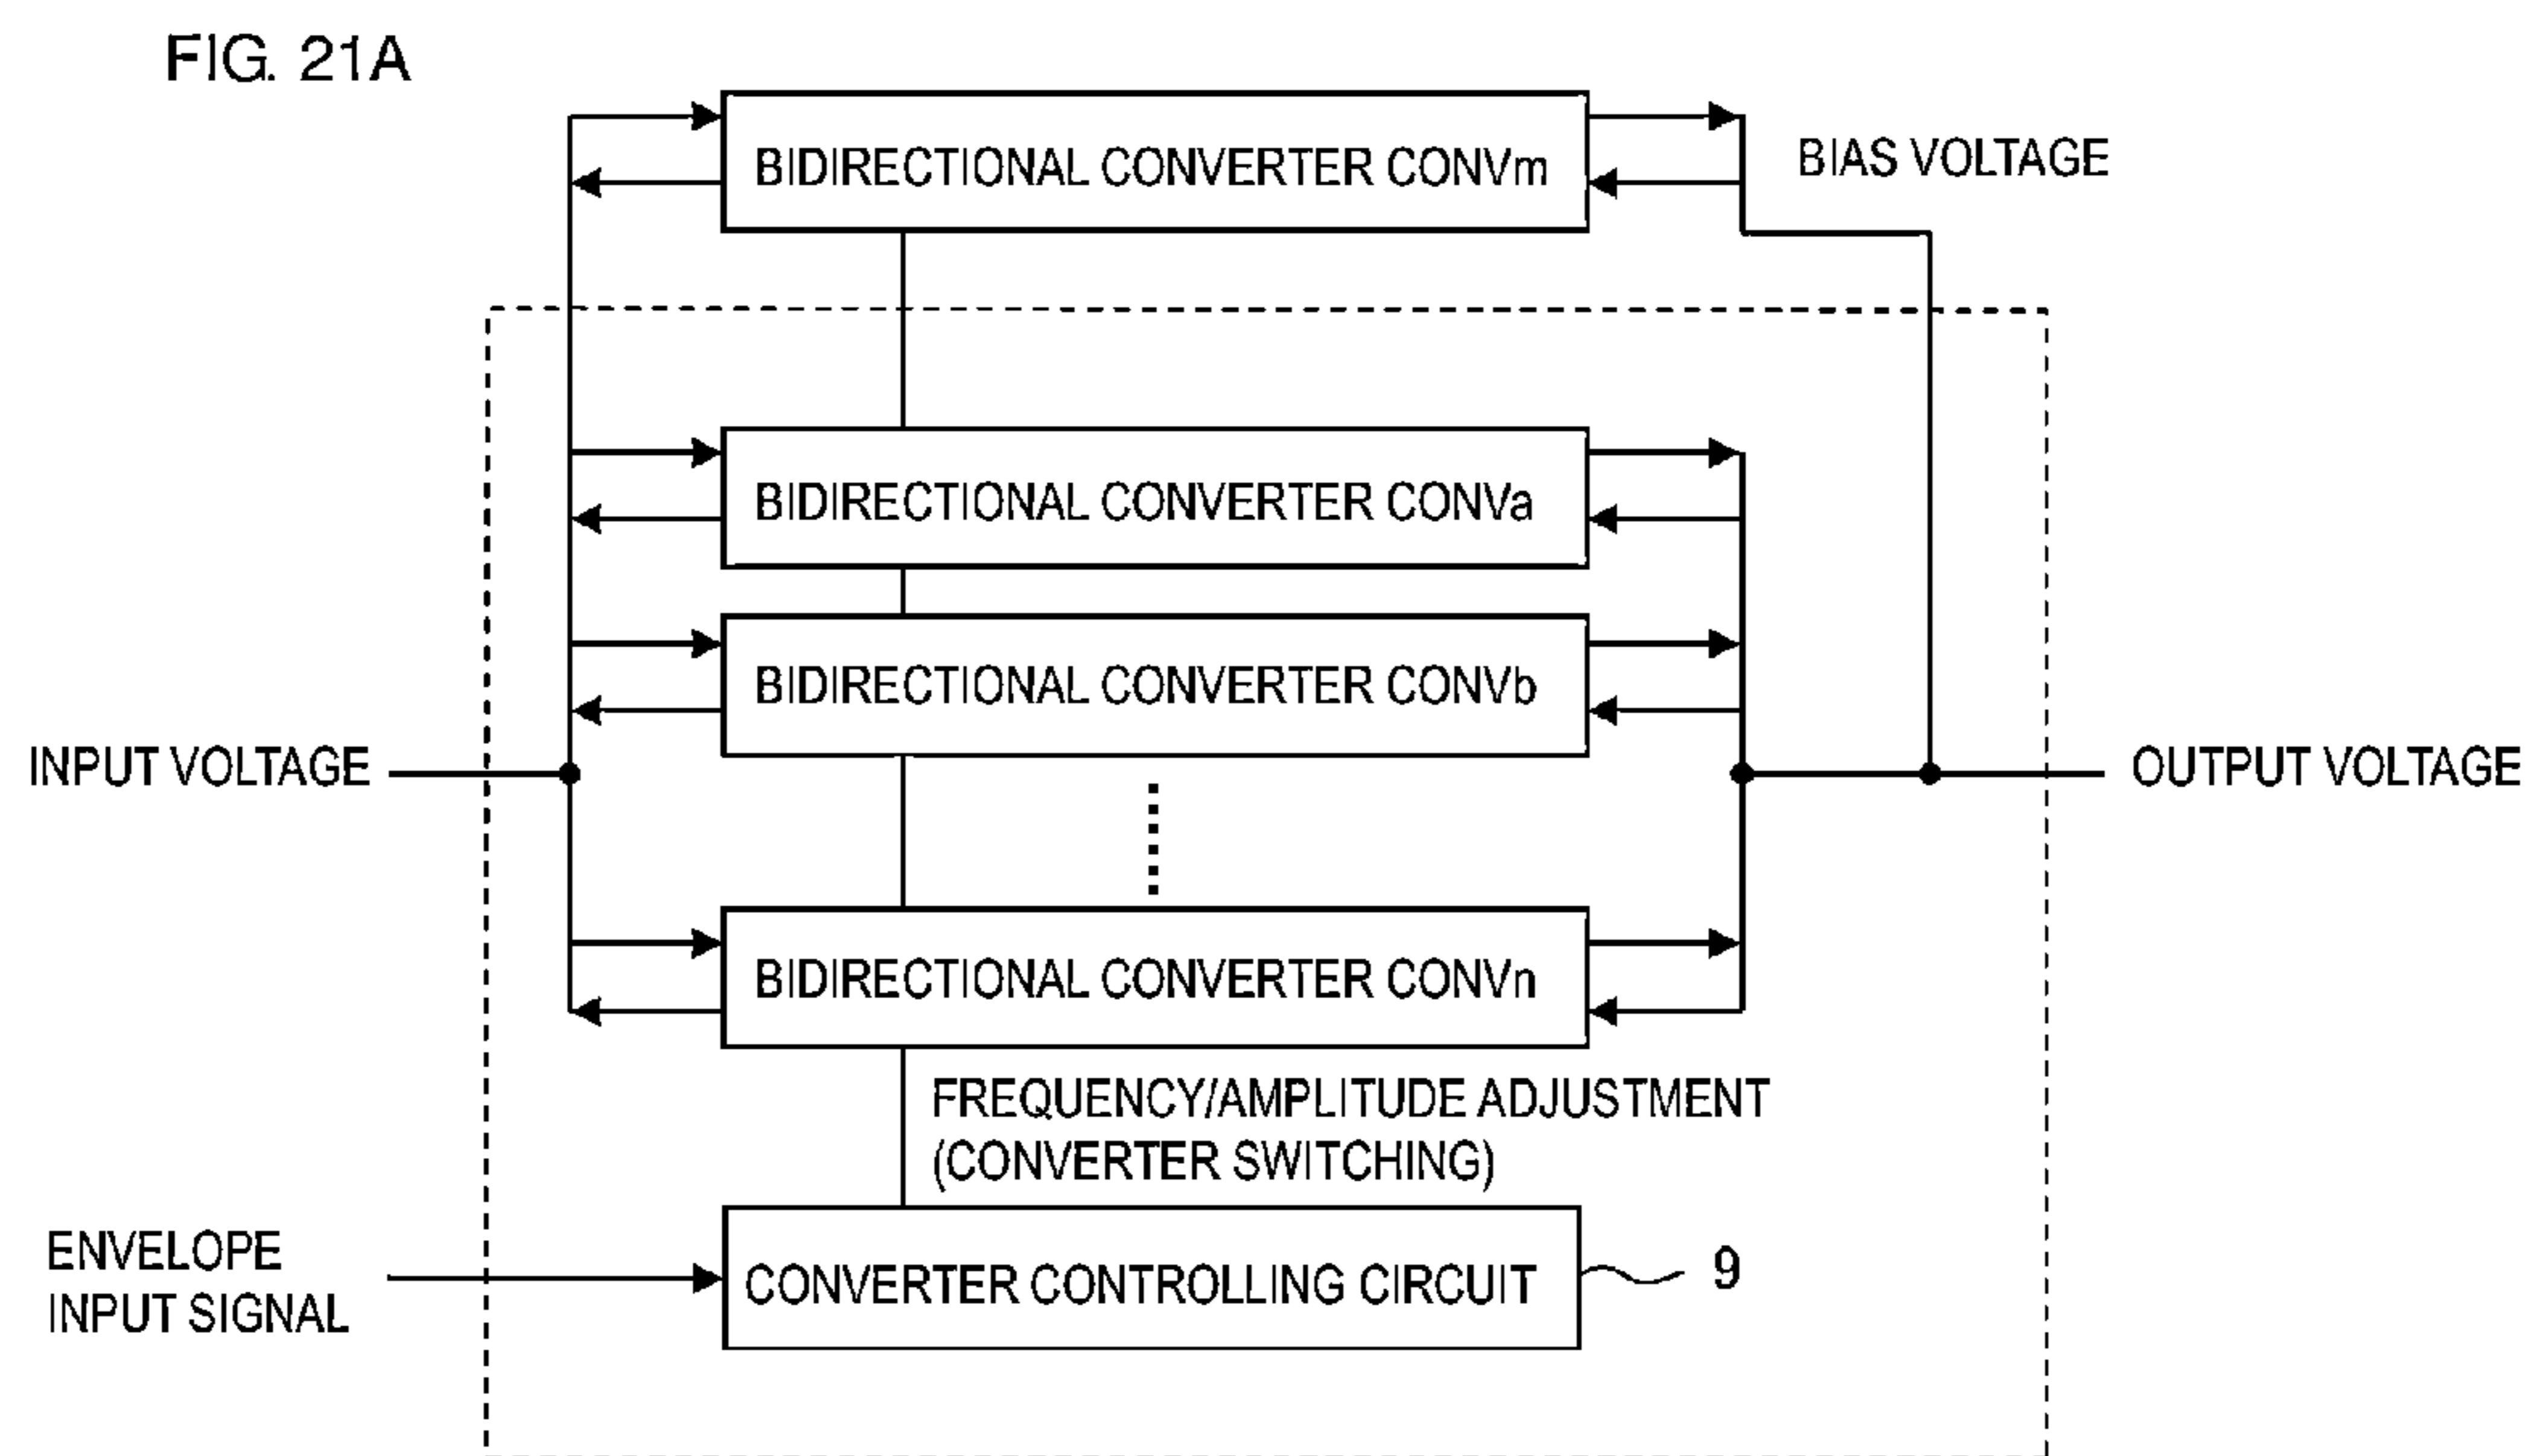 FIG. 21A
BIDIRECTIONAL CONVERTER CONVm
BIAS VOLTAGE
BIDIRECTIONAL CONVERTER CONVa
BIDIRECTIONAL CONVERTER CONVb
INPUT VOLTAGE
OUTPUT VOLTAGE
BIDIRECTIONAL CONVERTER CONVn
FREQUENCY/AMPLITUDE ADJUSTMENT
(CONVERTER SWITCHING)
ENVELOPE
INPUT SIGNAL
CONVERTER CONTROLLING CIRCUIT
9